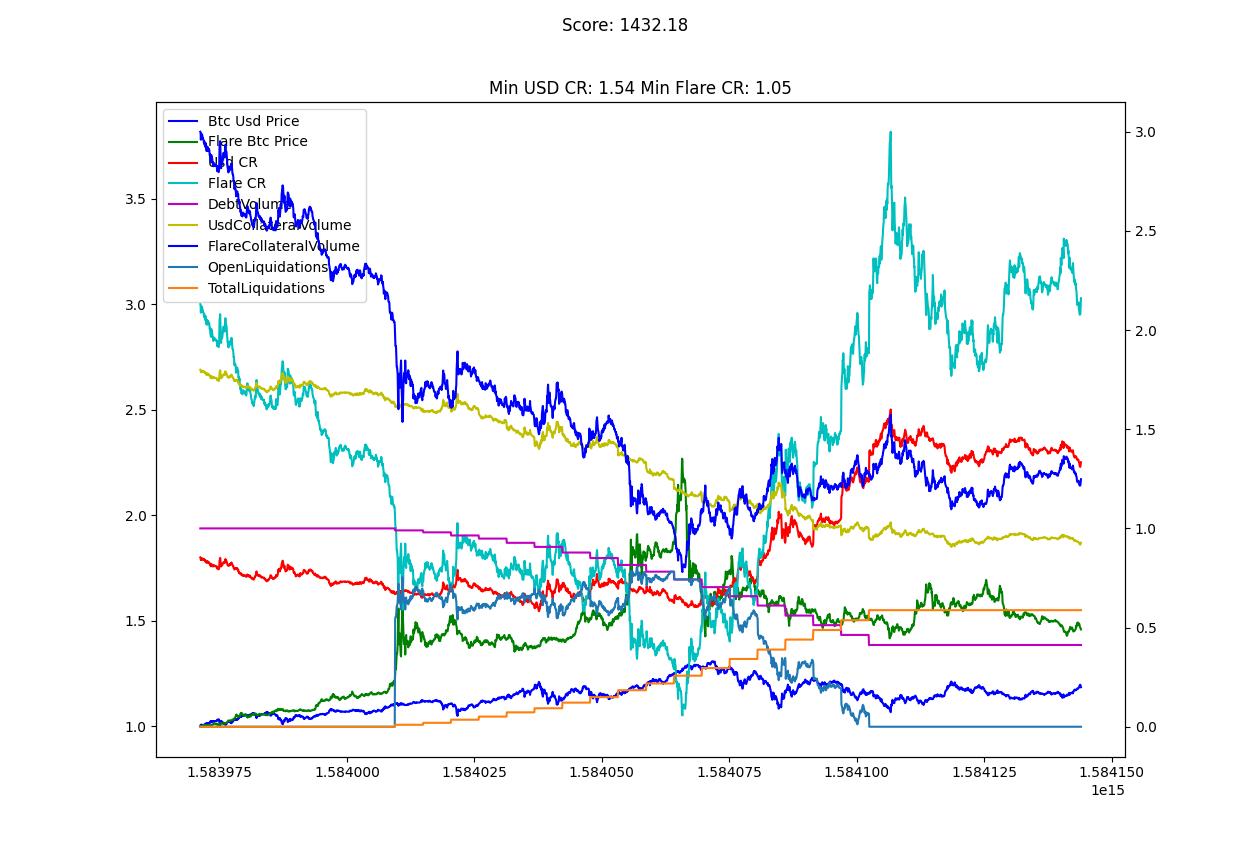 Score: 1432.18
Min USD CR: 1.54 Min Flare CR: 1.05
Btc Usd Price
Flare Btc Price
Usd CR
Flare CR
DebtVolume
UsdCollateralVolume
FlareCollateralVolume
OpenLiquidations
TotalLiquidations
3.5
3.0
2.5
2.0
1.5
1.0
3.0
2.5
2.0
1.5
1.0
0.5
0.0
1.583975
1.584000
1.584025
1.584050
1.584075
1.584100
1.584125
1.584150
1e15